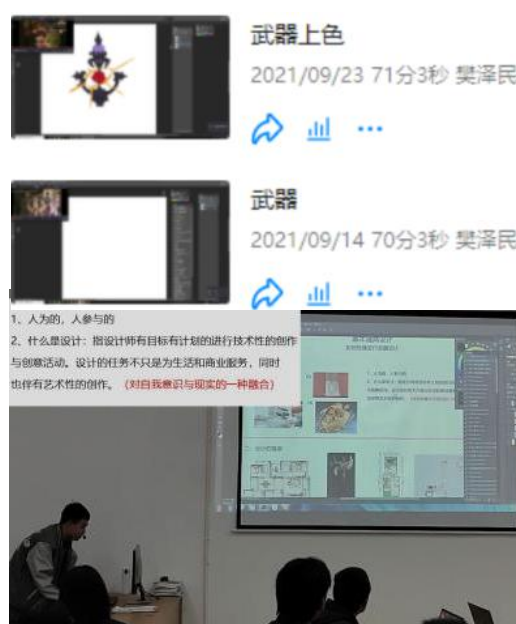 武器上色
2021/09/23 71分3秒 樊泽民
武器
2021/09/14 70分3秒 樊泽民
1、人为的，人参与的
2、什么是设计：指设计师有目标有计划的进行技术性的创作
与创意活动。设计的任务不只是为生活和商业服务，同时
也伴有艺术性的创作。（对自我意识与现实的一种融合）